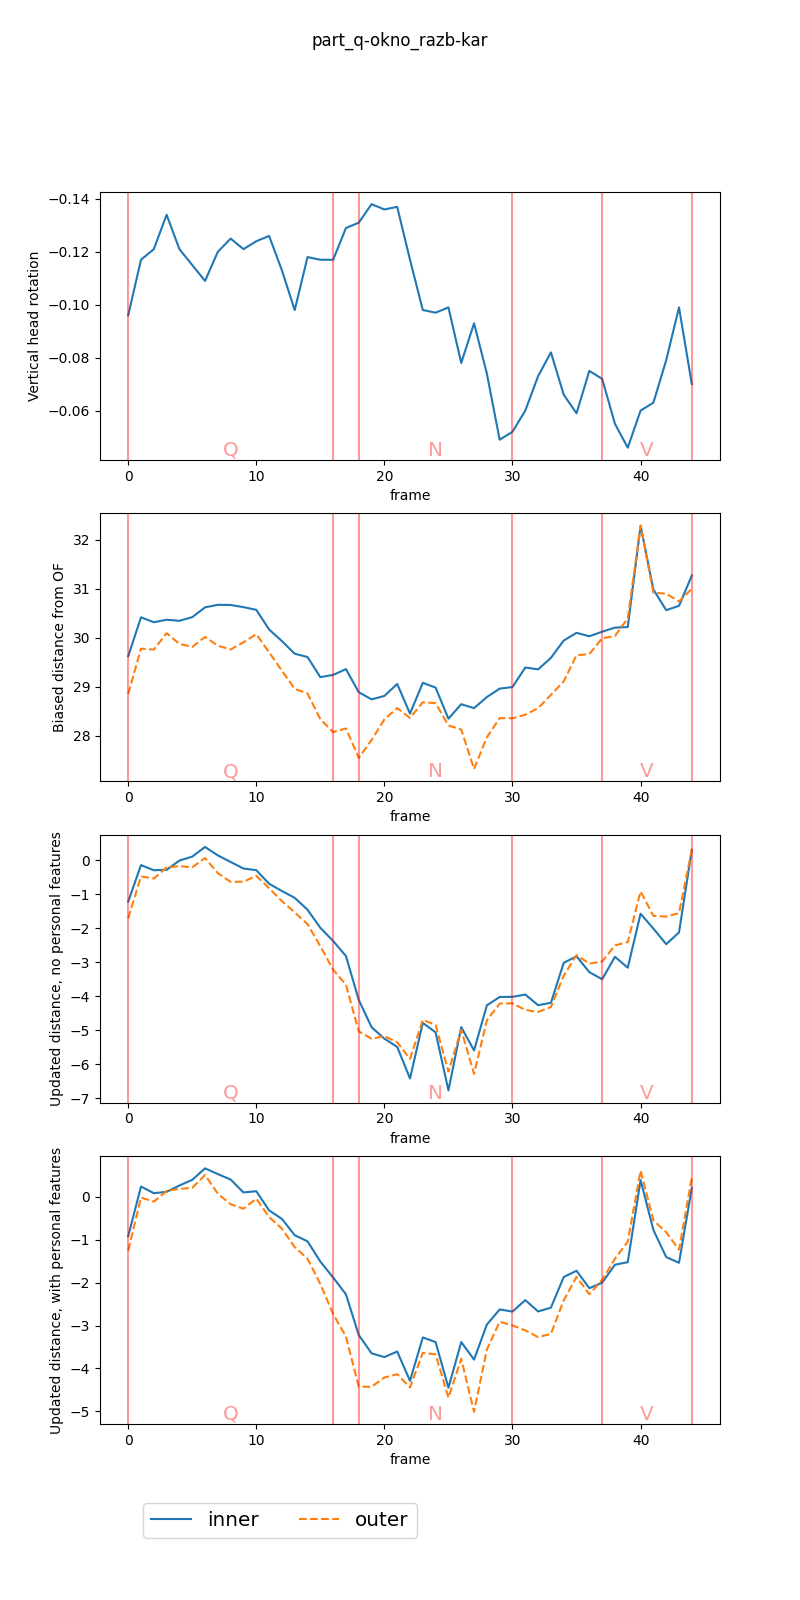 part_q-okno_razb-kar
−0.14
−0.12
−0.10
−0.08
−0.06
Vertical head rotation
Q
N
V
0
10
20
30
40
frame
32
31
30
29
28
Biased distance from OF
Q
N
V
0
10
20
30
40
frame
0
−1
−2
−3
−4
−5
−6
−7
Updated distance, no personal features
Q
N
V
0
10
20
30
40
frame
0
−1
−2
−3
−4
−5
Updated distance, with personal features
Q
N
V
0
10
20
30
40
frame
inner
outer